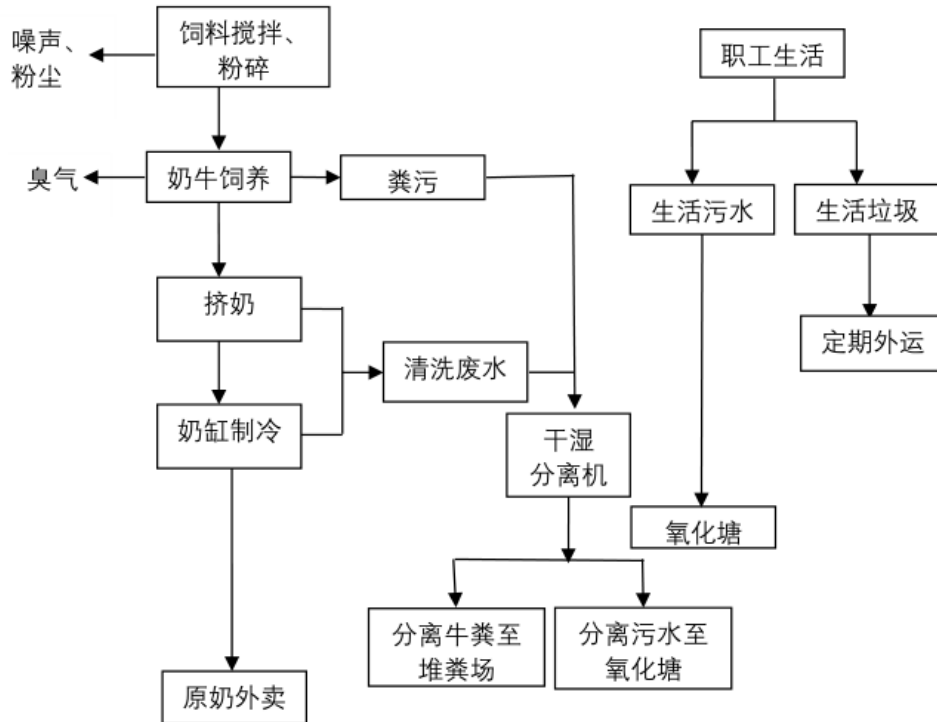 噪声、
粉尘
饲料搅拌、
粉碎
职工生活
臭气
奶牛饲养
粪污
生活污水
生活垃圾
挤奶
定期外运
清洗废水
奶缸制冷
干湿
分离机
氧化塘
分离牛粪至
堆粪场
分离污水至
氧化塘
原奶外卖